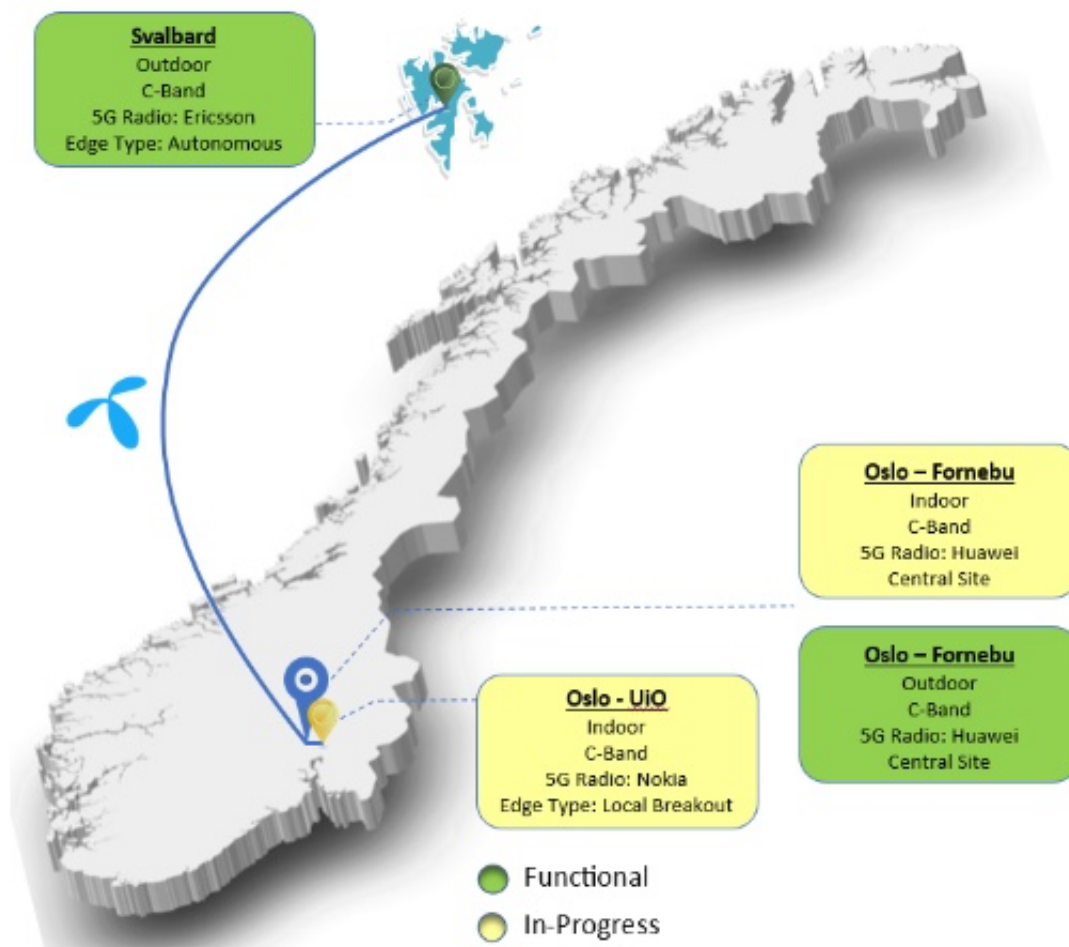 Svalbard
Outdoor
C-Band
5G Radio: Ericsson
Edge Type: Autonomous
Oslo – Fornebu
Indoor
C-Band
5G Radio: Huawei
Central Site
Oslo – Fornebu
Outdoor
C-Band
5G Radio: Huawei
Central Site
Oslo - UiO
Indoor
C-Band
5G Radio: Nokia
Edge Type: Local Breakout
Functional
In-Progress